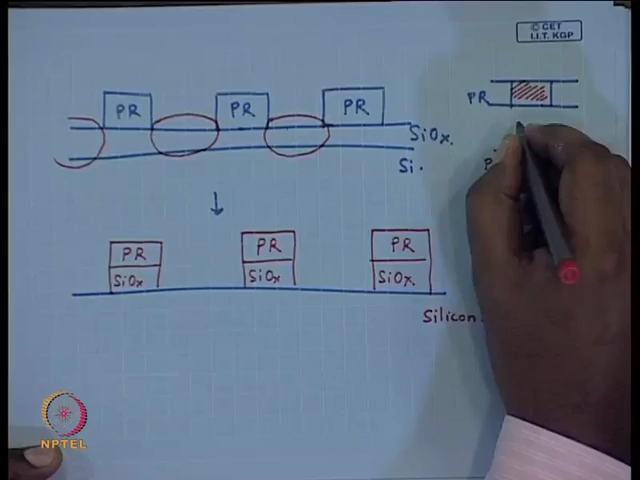 © CET
I.I.T. KGP
PR
PR PR PR
SiOx.
Si.
PR PR PR
SiOx SiOx SiOx
Silicon.
NPTEL